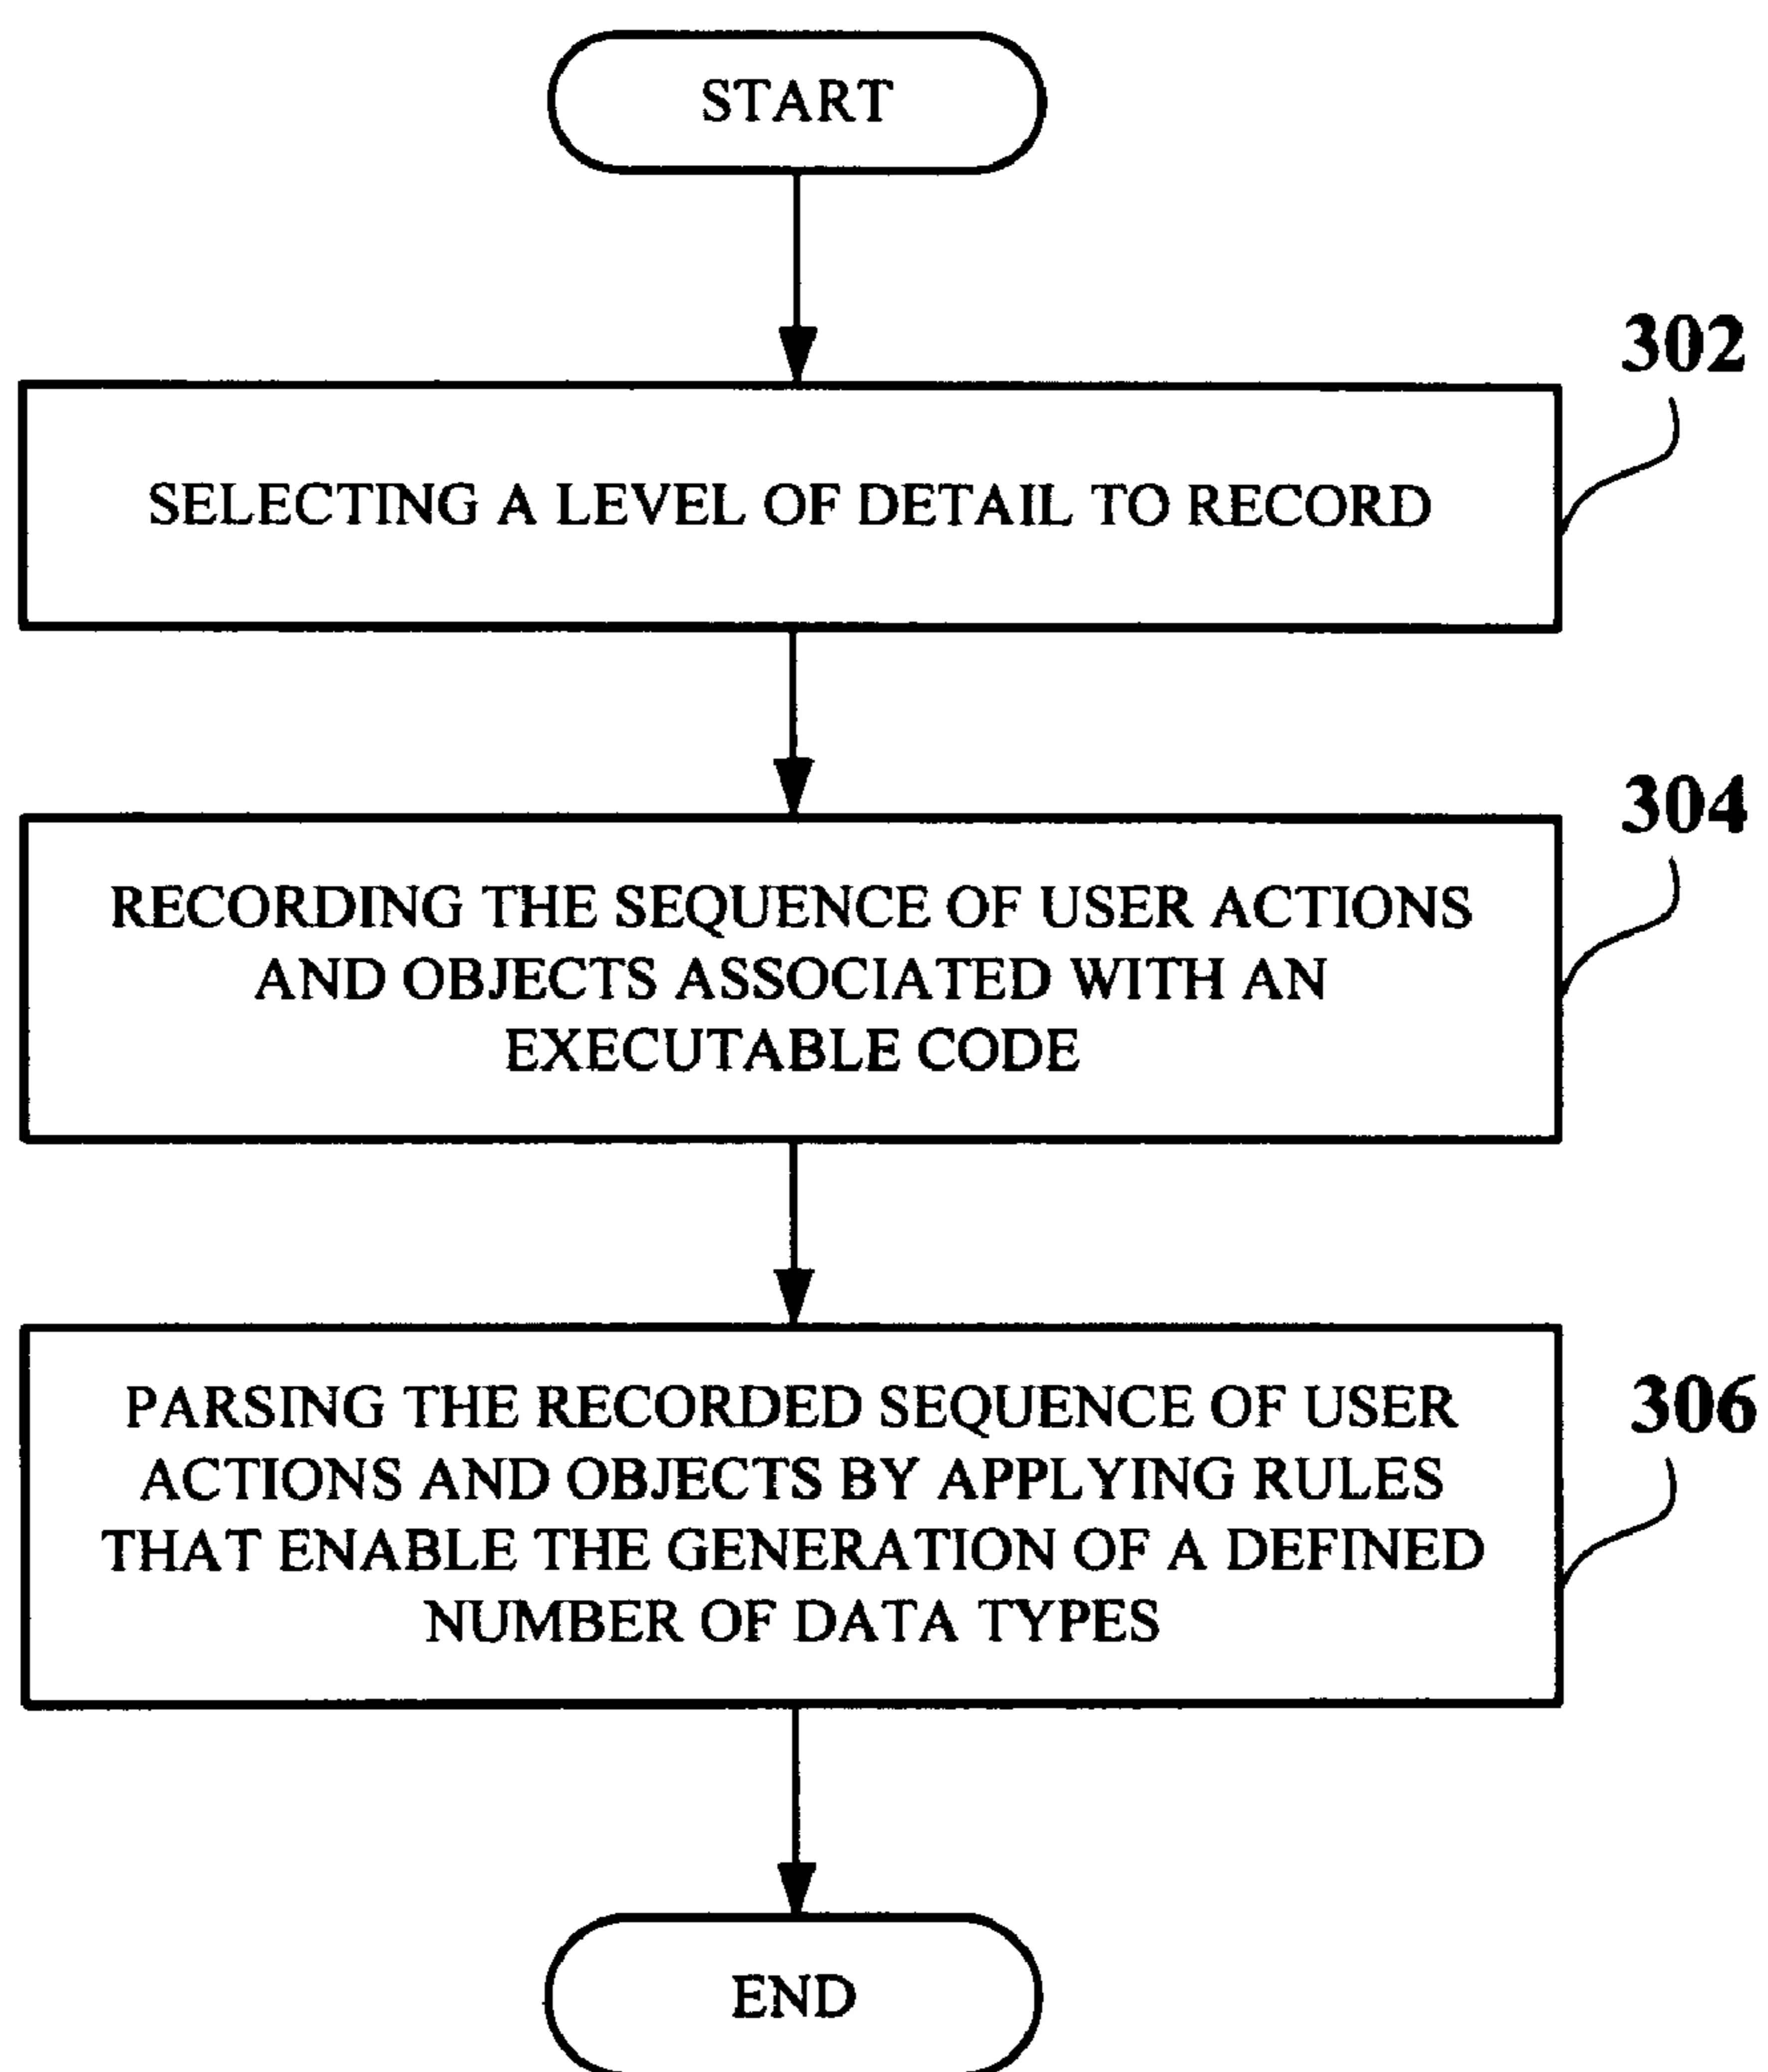 START
302
SELECTING A LEVEL OF DETAIL TO RECORD
304
RECORDING THE SEQUENCE OF USER ACTIONS
AND OBJECTS ASSOCIATED WITH AN
EXECUTABLE CODE
306
PARSING THE RECORDED SEQUENCE OF USER
ACTIONS AND OBJECTS BY APPLYING RULES
THAT ENABLE THE GENERATION OF A DEFINED
NUMBER OF DATA TYPES
END